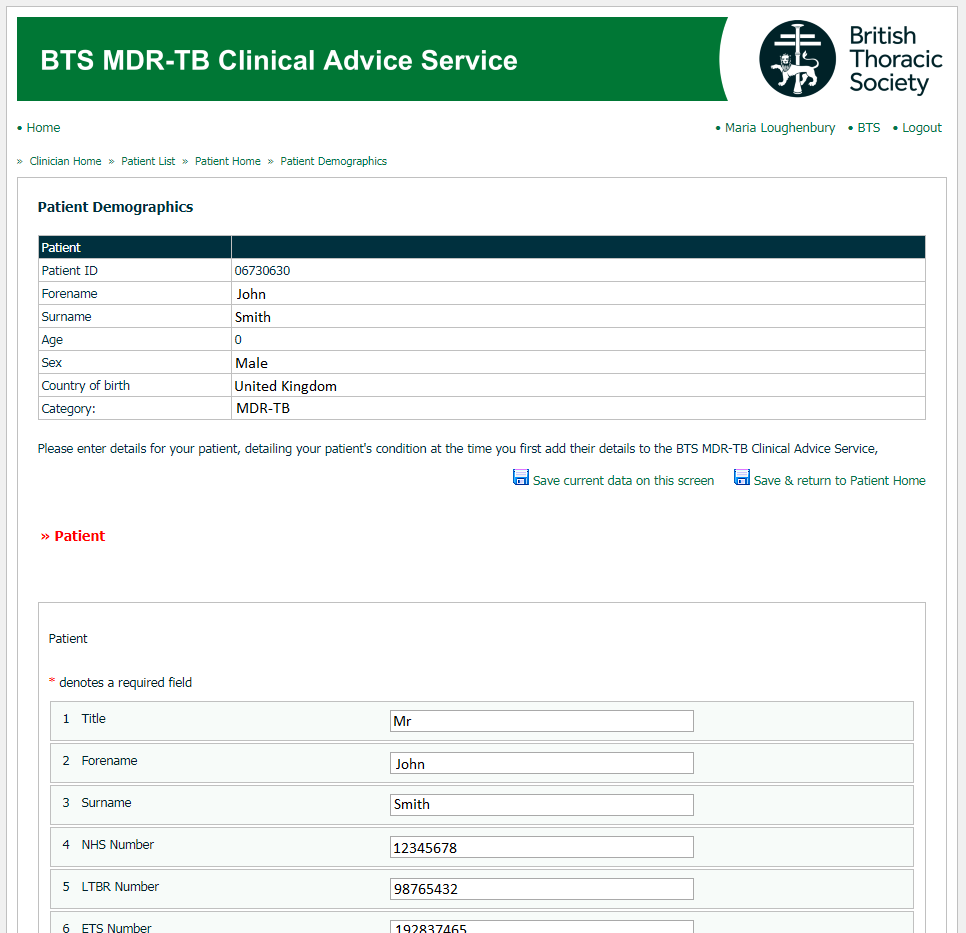 BTS MDR-TB Clinical Advice Service
British
Thoracic
Society
• Home • Maria Loughenbury • BTS • Logout
» Clinician Home » Patient List » Patient Home » Patient Demographics
Patient Demographics
Patient
Patient ID 06730630
Forename John
Surname Smith
Age 0
Sex Male
Country of birth United Kingdom
Category: MDR-TB
Please enter details for your patient, detailing your patient's condition at the time you first add their details to the BTS MDR-TB Clinical Advice Service,
Save current data on this screen Save & return to Patient Home
» Patient
Patient
* denotes a required field
1 Title Mr
2 Forename John
3 Surname Smith
4 NHS Number 12345678
5 LTBR Number 98765432
6 ETS Number 192837465